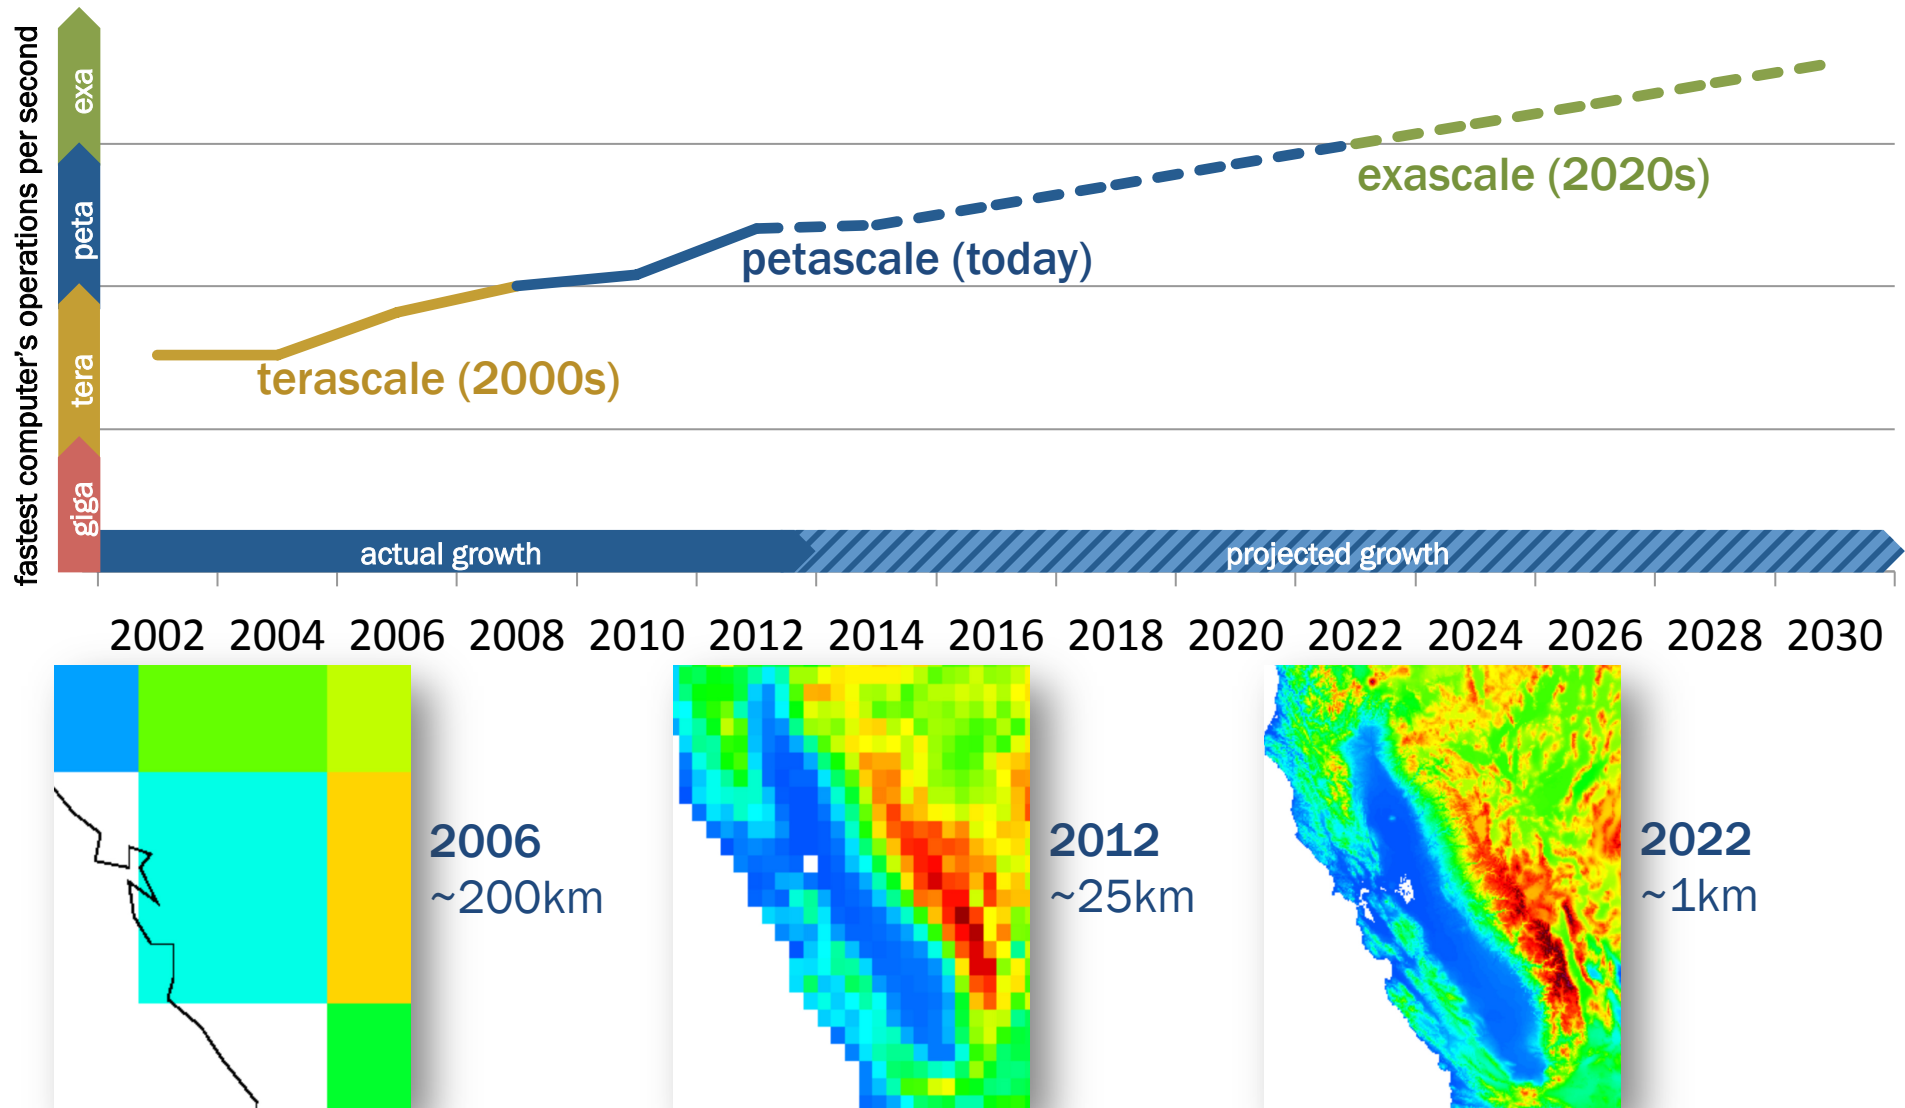 fastest computer's operations per second
exa
peta
tera
giga
exascale (2020s)
petascale (today)
terascale (2000s)
actual growth
projected growth
2002 2004 2006 2008 2010 2012 2014 2016 2018 2020 2022 2024 2026 2028 2030
2006
~200km
2012
~25km
2022
~1km